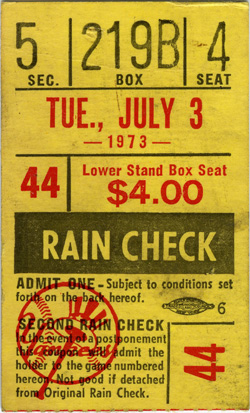 5 219B 4
SEC. BOX SEAT
TUE., JULY 3
—1973—
44 Lower Stand Box Seat
$4.00
RAIN CHECK
ADMIT ONE - Subject to conditions set
forth on the back hereof.
6
SECOND RAIN CHECK
In the event of a postponement
this coupon will admit the
holder to the game numbered
hereon. Not good if detached
from Original Rain Check.
44